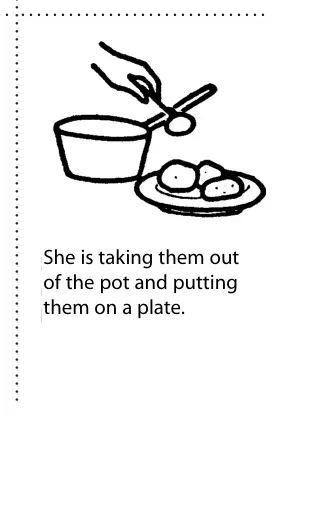 She is taking them out
of the pot and putting
them on a plate.